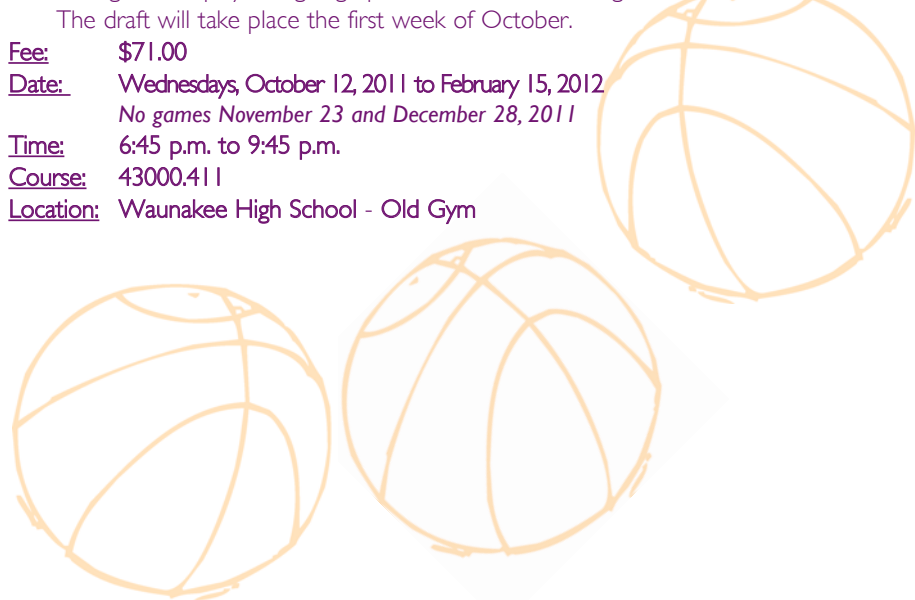 The draft will take place the first week of October.
Fee: $71.00
Date: Wednesdays, October 12, 2011 to February 15, 2012
No games November 23 and December 28, 2011
Time: 6:45 p.m. to 9:45 p.m.
Course: 43000.411
Location: Waunakee High School - Old Gym